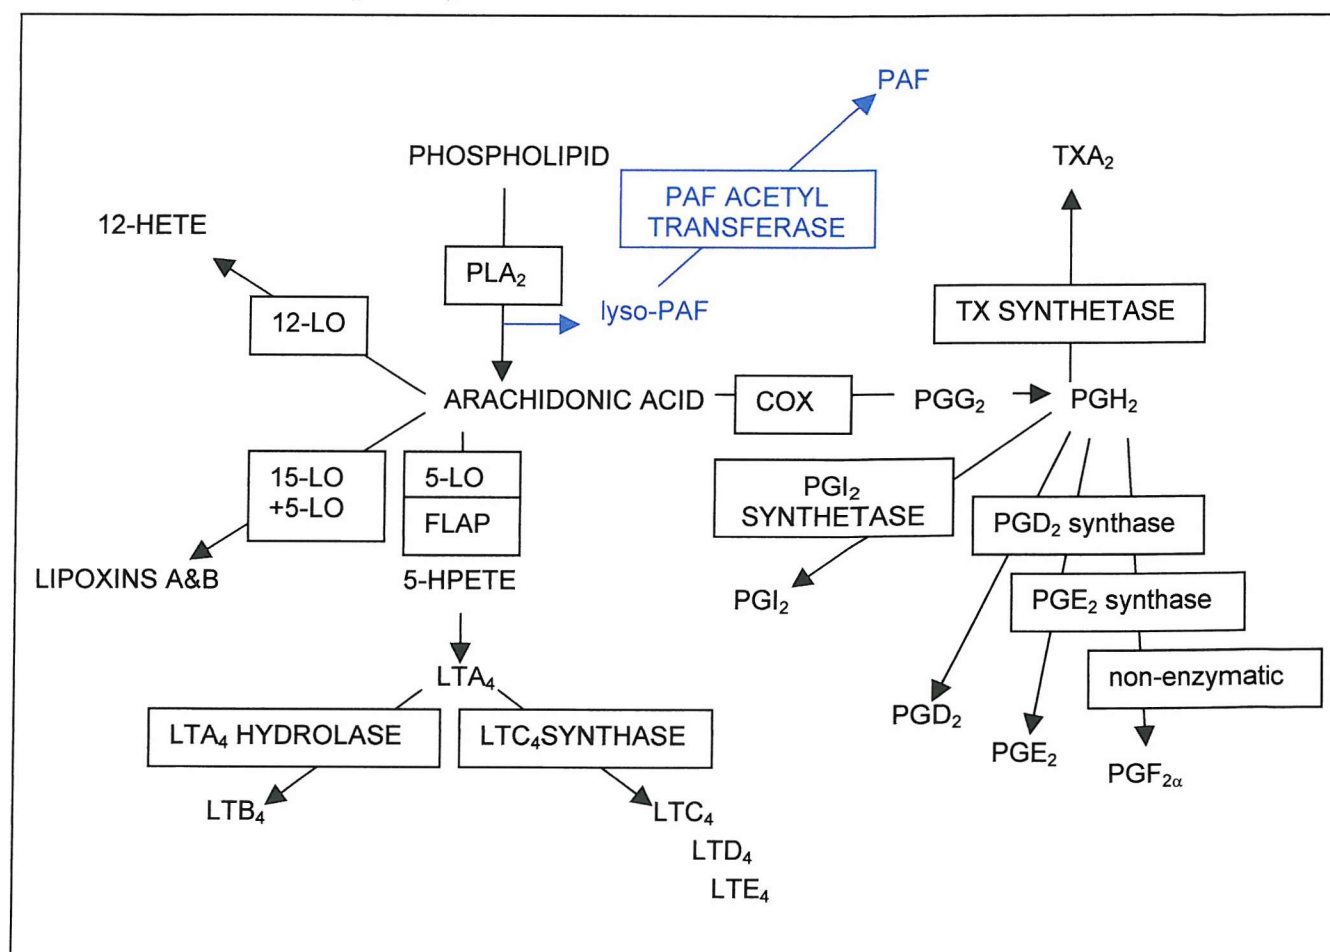 PAF
PHOSPHOLIPID
TXA₂
PAF ACETYL
TRANSFERASE
12-HETE
PLA₂
lyso-PAF
12-LO
TX SYNTHETASE
ARACHIDONIC ACID
COX
PGG₂
PGH₂
15-LO
+5-LO
5-LO
FLAP
PGI₂
SYNTHETASE
PGD₂ synthase
LIPOXINS A&B
5-HPETE
PGI₂
PGE₂ synthase
LTA₄
non-enzymatic
PGD₂
LTA₄ HYDROLASE
LTC₄SYNTHASE
PGE₂
PGF₂α
LTB₄
LTC₄
LTD₄
LTE₄